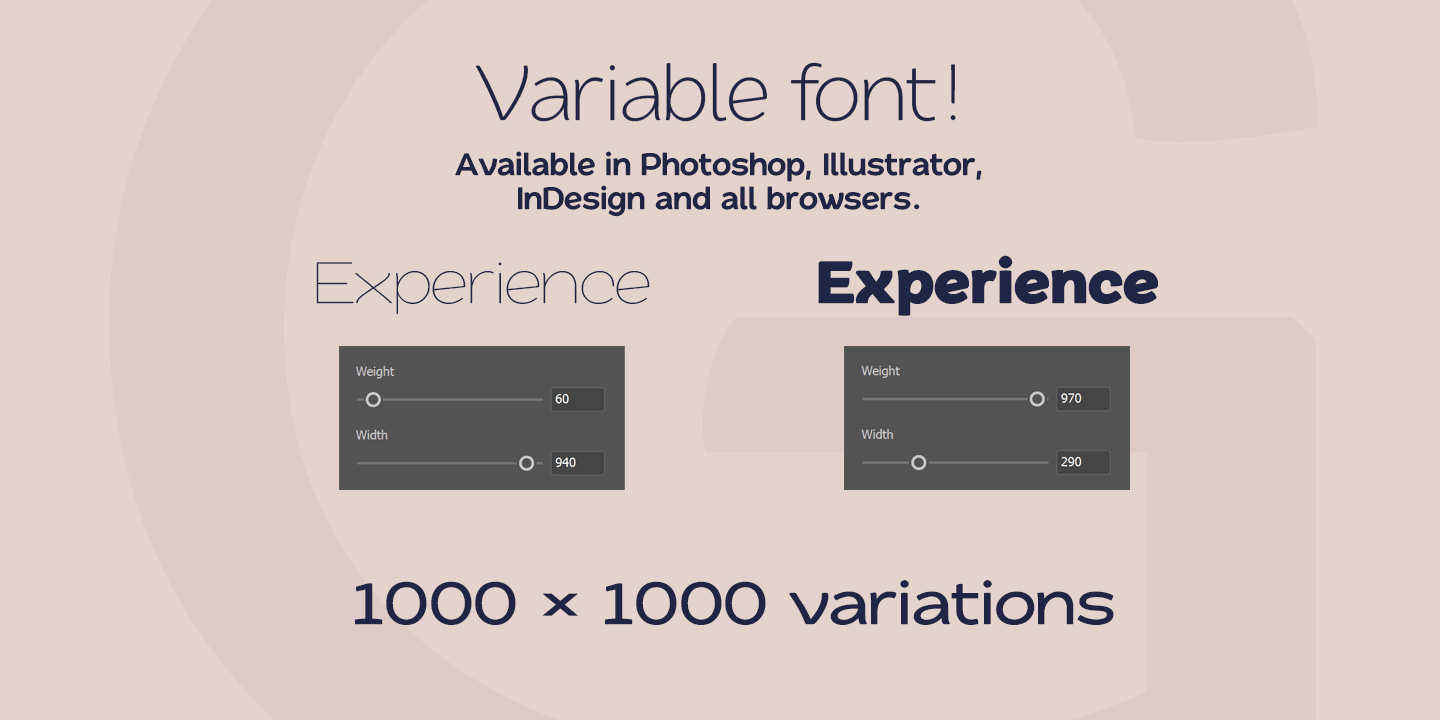 Variable font!
Available in Photoshop, Illustrator,
InDesign and all browsers.
Experience
Weight
60
Width
940
Experience
Weight
970
Width
290
1000 x 1000 variations